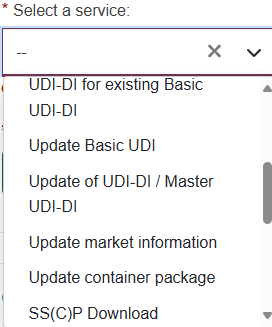 * Select a service:
--
UDI-DI for existing Basic
UDI-DI
Update Basic UDI
Update of UDI-DI / Master
UDI-DI
Update market information
Update container package
SS(C)P Download